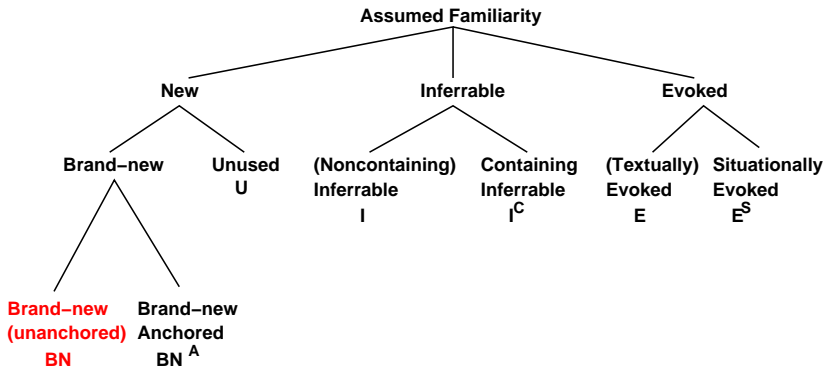 Assumed Familiarity
New Inferrable Evoked
Brand−new Unused (Noncontaining) Containing (Textually) Situationally
U Inferrable Inferrable Evoked Evoked
I I^C E E^S
Brand−new Brand−new
(unanchored) Anchored
BN BN^A